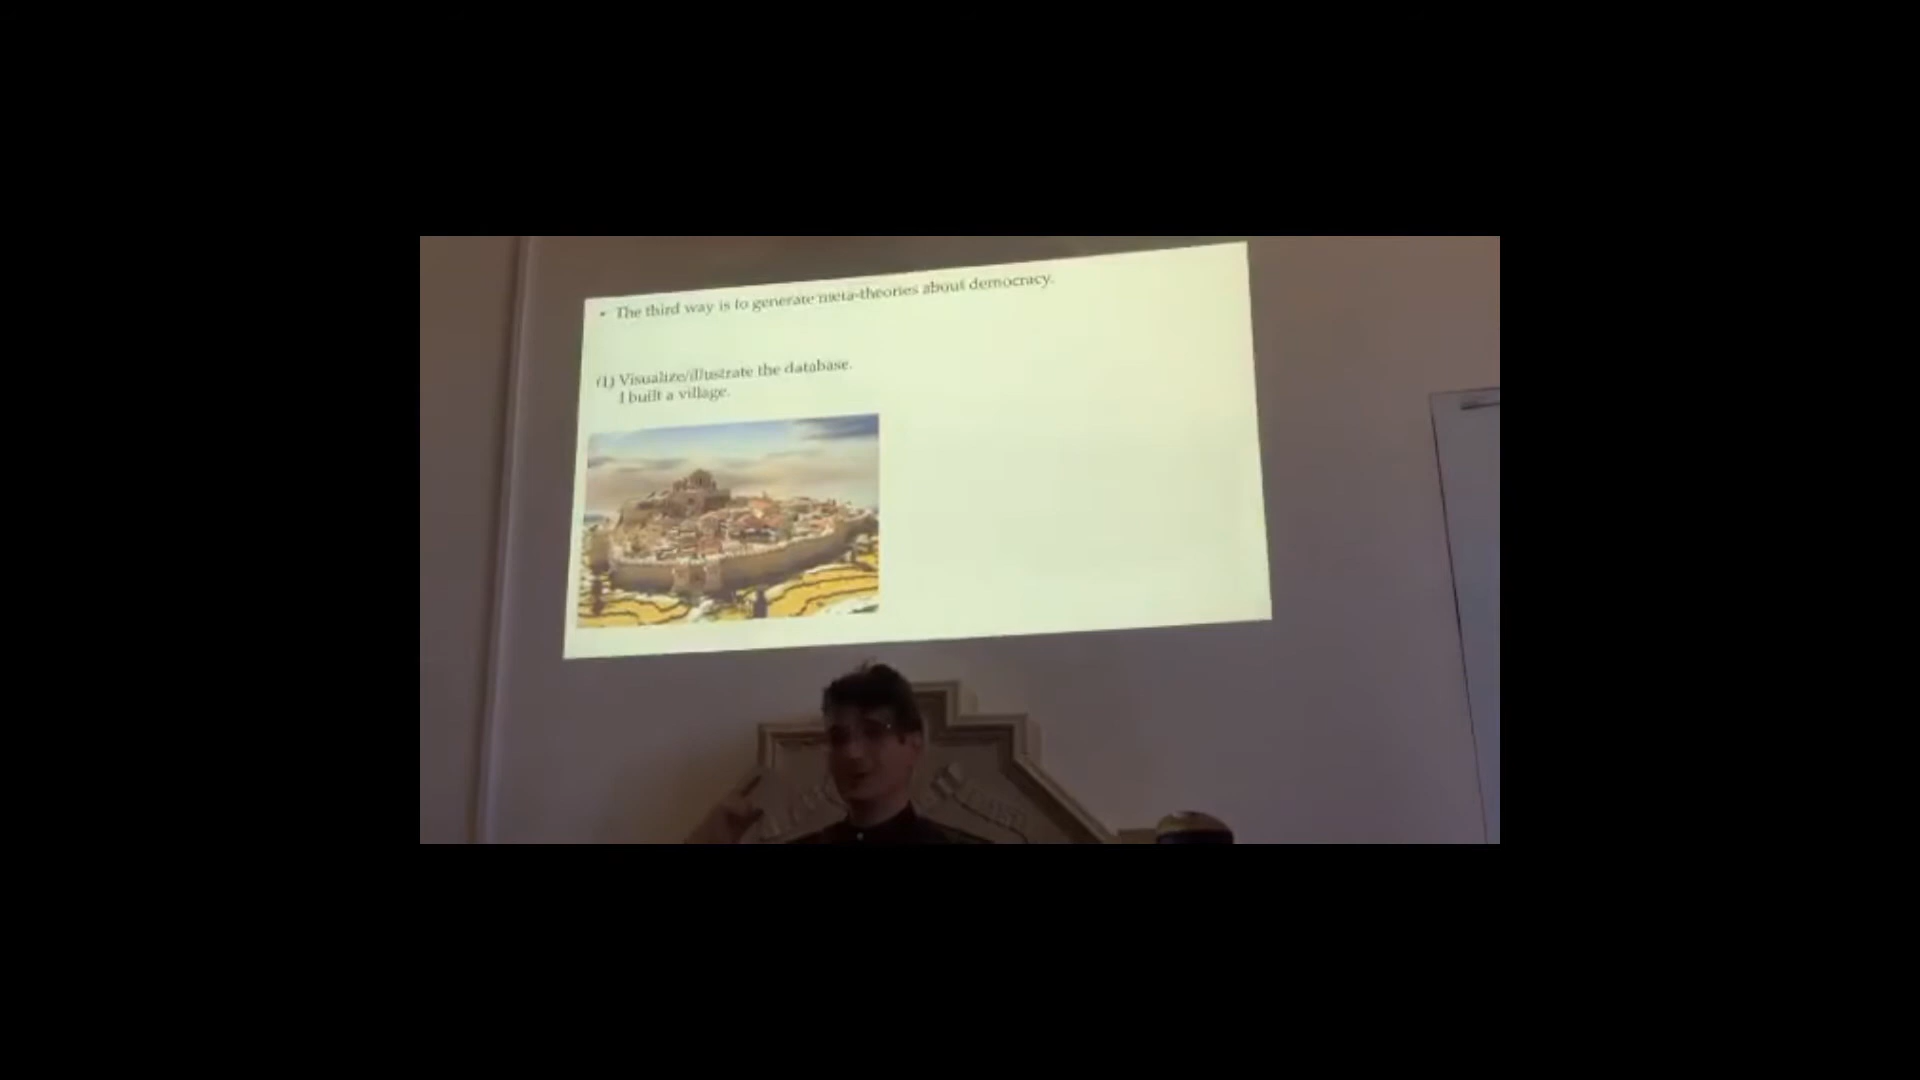 • The third way is to generate meta-theories about democracy.
(1) Visualize/illustrate the database.
I built a village.